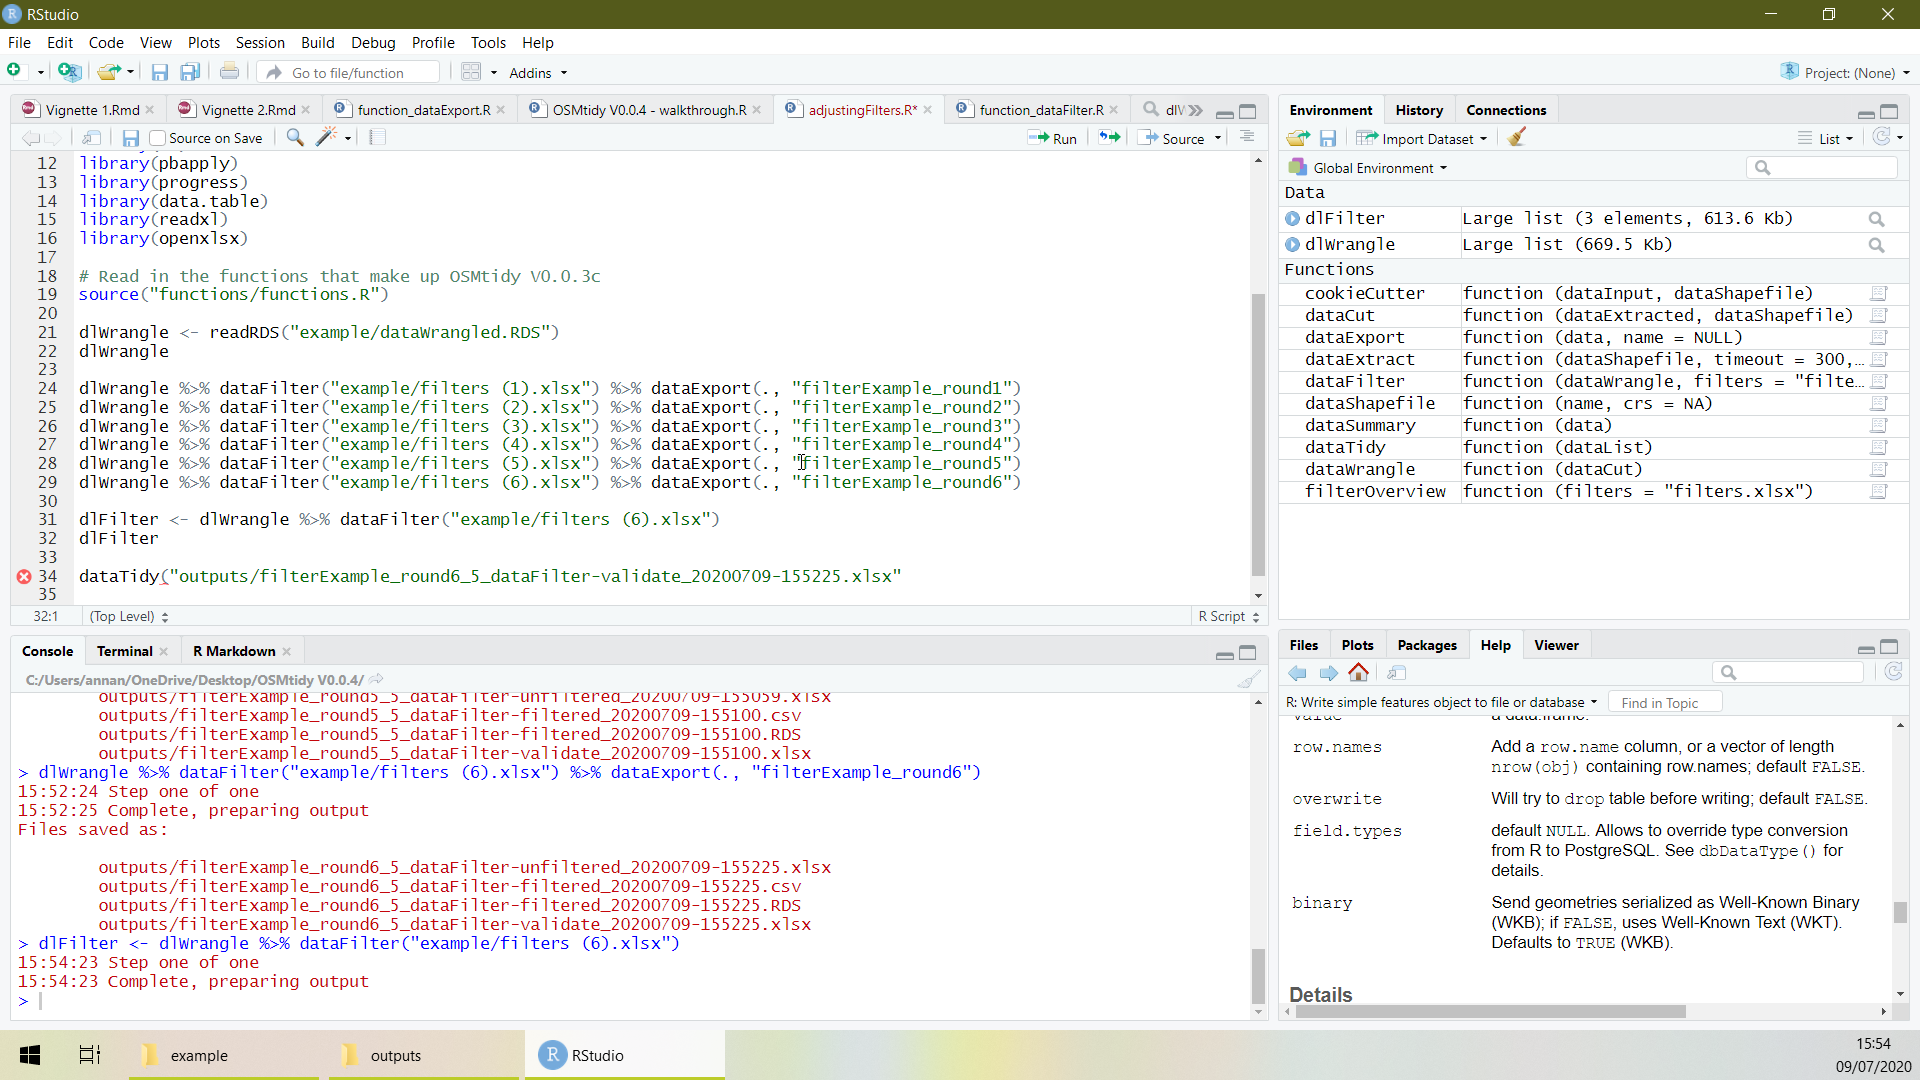 RStudio
File Edit Code View Plots Session Build Debug Profile Tools Help
Go to file/function Addins Project: (None)
Vignette 1.Rmd Vignette 2.Rmd function_dataExport.R OSMtidy V0.0.4 - walkthrough.R adjustingFilters.R* function_dataFilter.R
Source on Save Run Source
12 library(pbapply)
13 library(progress)
14 library(data.table)
15 library(readxl)
16 library(openxlsx)
17
18 # Read in the functions that make up OSMtidy V0.0.3c
19 source("functions/functions.R")
20
21 dlWrangle <- readRDS("example/dataWrangled.RDS")
22 dlWrangle
23
24 dlWrangle %>% dataFilter("example/filters (1).xlsx") %>% dataExport(., "filterExample_round1")
25 dlWrangle %>% dataFilter("example/filters (2).xlsx") %>% dataExport(., "filterExample_round2")
26 dlWrangle %>% dataFilter("example/filters (3).xlsx") %>% dataExport(., "filterExample_round3")
27 dlWrangle %>% dataFilter("example/filters (4).xlsx") %>% dataExport(., "filterExample_round4")
28 dlWrangle %>% dataFilter("example/filters (5).xlsx") %>% dataExport(., "filterExample_round5")
29 dlWrangle %>% dataFilter("example/filters (6).xlsx") %>% dataExport(., "filterExample_round6")
30
31 dlFilter <- dlWrangle %>% dataFilter("example/filters (6).xlsx")
32 dlFilter
33
34 dataTidy("outputs/filterExample_round6_5_dataFilter-validate_20200709-155225.xlsx"
35
32:1 (Top Level) R Script
Console Terminal R Markdown
C:/Users/annan/OneDrive/Desktop/OSMtidy V0.0.4/
outputs/filterExample_round5_5_dataFilter-unfiltered_20200709-155059.xlsx
outputs/filterExample_round5_5_dataFilter-filtered_20200709-155100.csv
outputs/filterExample_round5_5_dataFilter-filtered_20200709-155100.RDS
outputs/filterExample_round5_5_dataFilter-validate_20200709-155100.xlsx
> dlWrangle %>% dataFilter("example/filters (6).xlsx") %>% dataExport(., "filterExample_round6")
15:52:24 Step one of one
15:52:25 Complete, preparing output
Files saved as:
outputs/filterExample_round6_5_dataFilter-unfiltered_20200709-155225.xlsx
outputs/filterExample_round6_5_dataFilter-filtered_20200709-155225.csv
outputs/filterExample_round6_5_dataFilter-filtered_20200709-155225.RDS
outputs/filterExample_round6_5_dataFilter-validate_20200709-155225.xlsx
> dlFilter <- dlWrangle %>% dataFilter("example/filters (6).xlsx")
15:54:23 Step one of one
15:54:23 Complete, preparing output
>
Environment History Connections
Import Dataset List
Global Environment
Data
dlFilter Large list (3 elements, 613.6 Kb)
dlWrangle Large list (669.5 Kb)
Functions
cookieCutter function (dataInput, dataShapefile)
dataCut function (dataExtracted, dataShapefile)
dataExport function (data, name = NULL)
dataExtract function (dataShapefile, timeout = 300,…
dataFilter function (dataWrangle, filters = "filte…
dataShapefile function (name, crs = NA)
dataSummary function (data)
dataTidy function (dataList)
dataWrangle function (dataCut)
filterOverview function (filters = "filters.xlsx")
Files Plots Packages Help Viewer
R: Write simple features object to file or database Find in Topic
value a data.frame.
row.names Add a row.name column, or a vector of length
nrow(obj) containing row.names; default FALSE.
overwrite Will try to drop table before writing; default FALSE.
field.types default NULL. Allows to override type conversion
from R to PostgreSQL. See dbDataType() for
details.
binary Send geometries serialized as Well-Known Binary
(WKB); if FALSE, uses Well-Known Text (WKT).
Defaults to TRUE (WKB).
Details
example outputs RStudio
15:54
09/07/2020